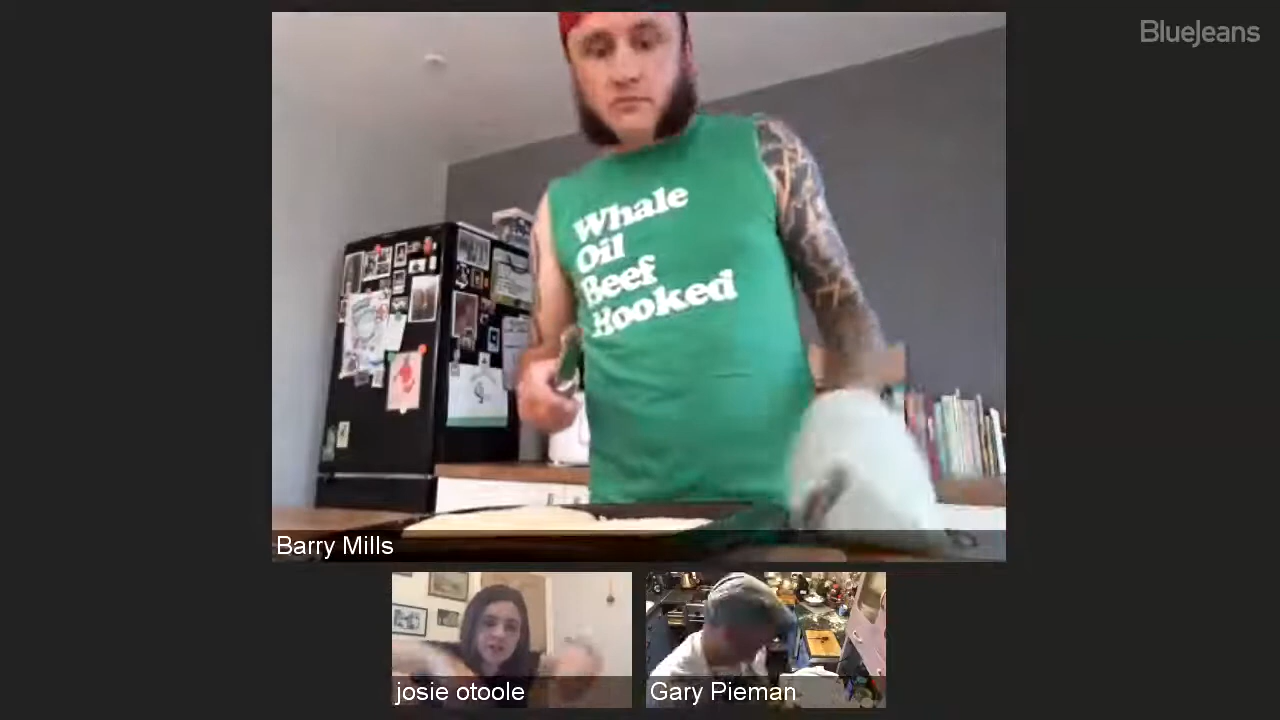 BlueJeans
Whale
Oil
Beef
Hooked
Barry Mills
josie otoole
Gary Pieman